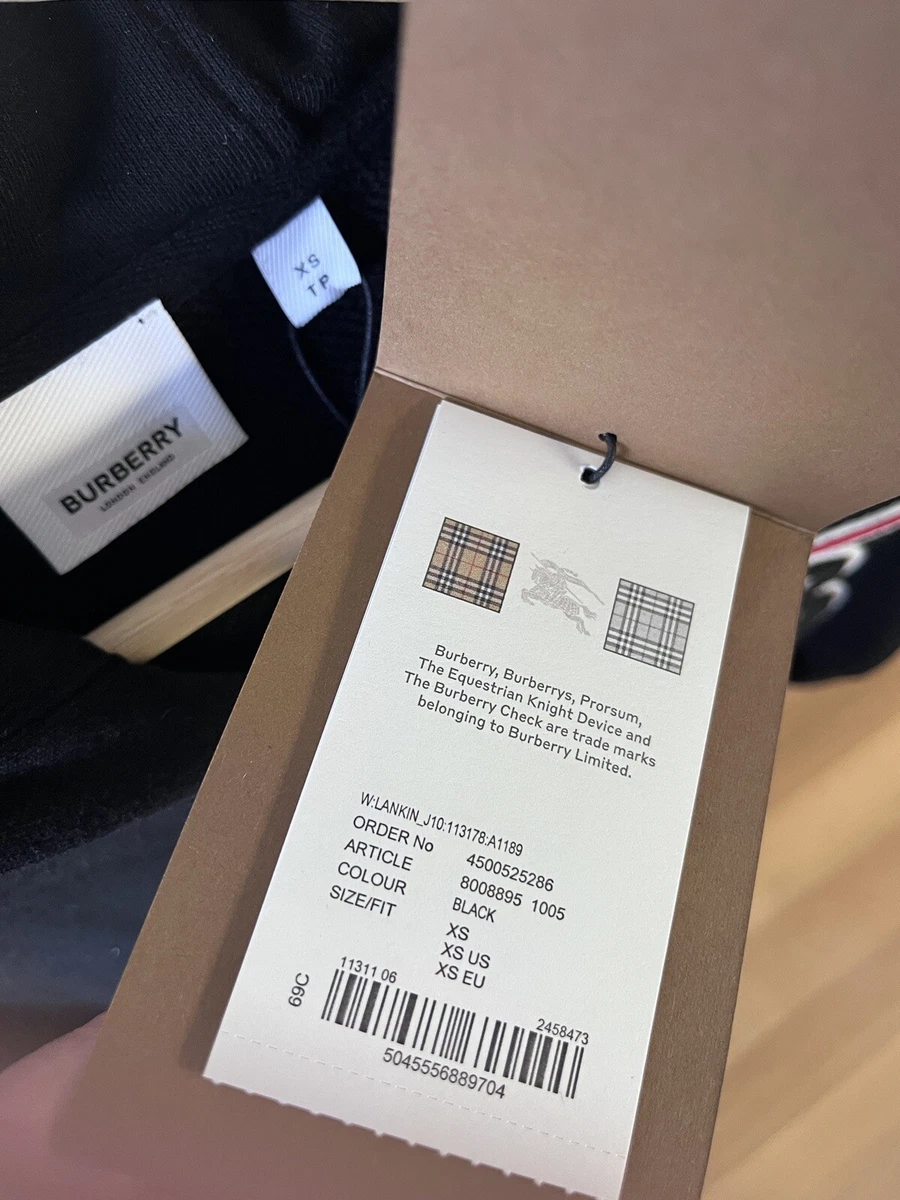 XS
TP
BURBERRY
LONDON ENGLAND
Burberry, Burberrys, Prorsum,
The Equestrian Knight Device and
The Burberry Check are trade marks
belonging to Burberry Limited.
W:LANKIN_J10:113178:A1189
ORDER No 4500525286
ARTICLE 8008895 1005
COLOUR BLACK
SIZE/FIT XS
XS US
XS EU
69C
11311 06
2458473
5045556889704